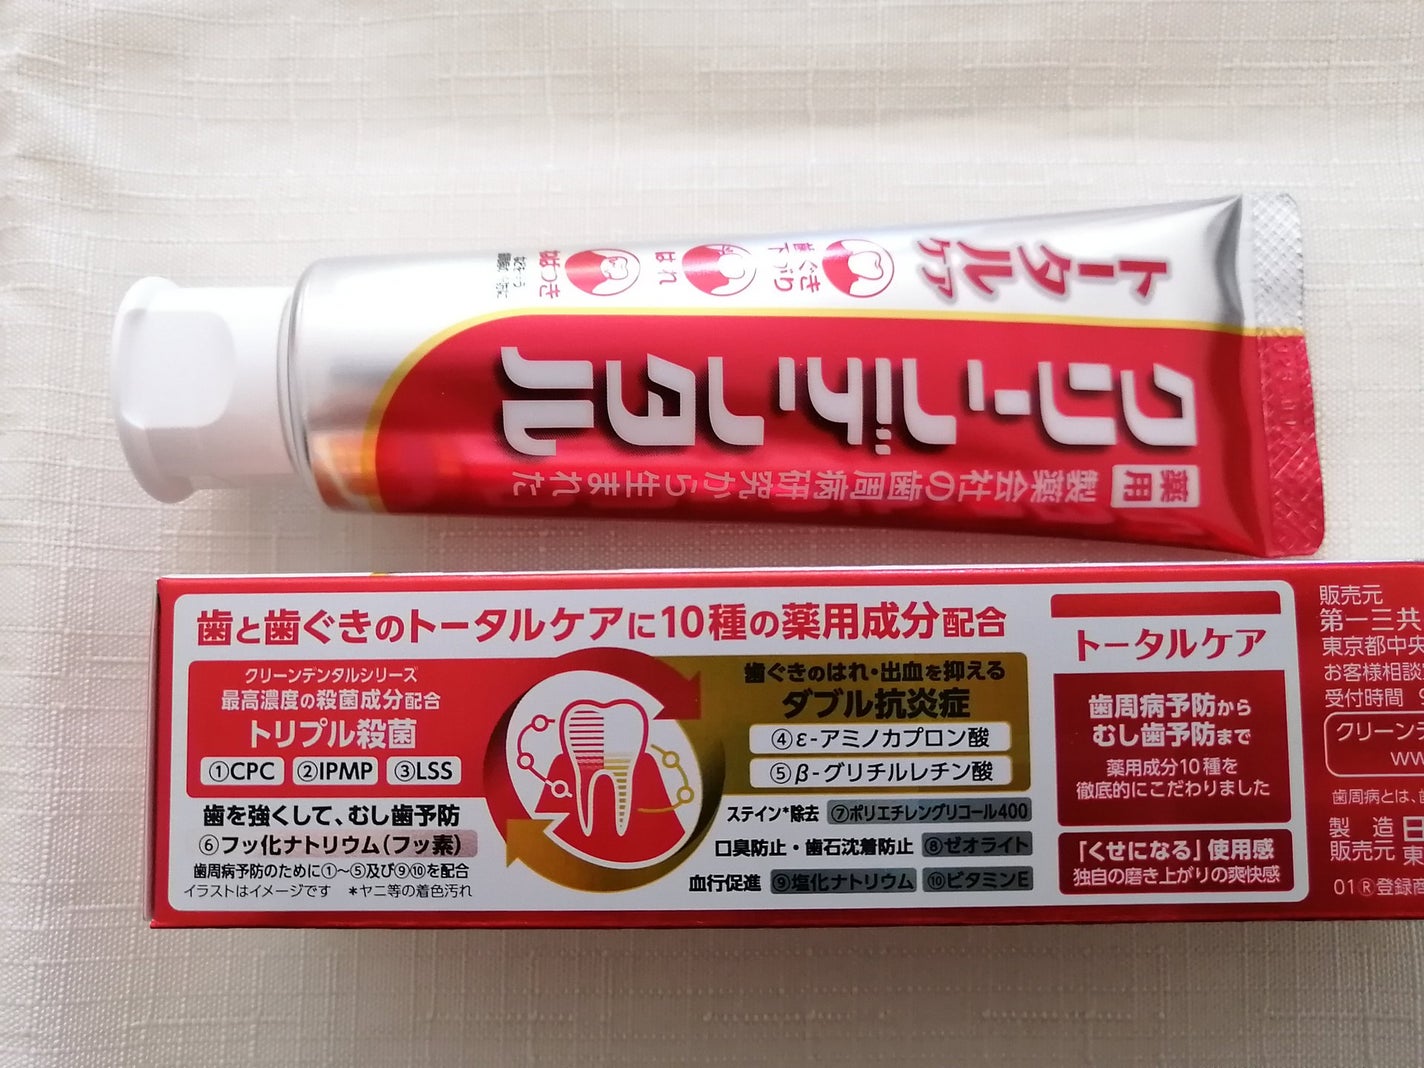 薬用
クリーンデンタル
トータルケア
製薬会社の歯周病研究から生まれた
歯ぐき下がり
はれ
歯と歯ぐきのトータルケアに10種の薬用成分配合
クリーンデンタルシリーズ
最高濃度の殺菌成分配合
トリプル殺菌
①CPC ②IPMP ③LSS
歯を強くして、むし歯予防
⑥フッ化ナトリウム(フッ素)
歯周病予防のために①〜⑤及び⑨⑩を配合
イラストはイメージです *ヤニ等の着色汚れ
歯ぐきのはれ・出血を抑える
ダブル抗炎症
④ε-アミノカプロン酸
⑤β-グリチルレチン酸
ステイン*除去 ⑦ポリエチレングリコール400
口臭防止・歯石沈着防止 ⑧ゼオライト
血行促進 ⑨塩化ナトリウム ⑩ビタミンE
トータルケア
歯周病予防から
むし歯予防まで
薬用成分10種を
徹底的にこだわりました
「くせになる」使用感
独自の磨き上がりの爽快感
販売元
第一三共
東京都中央
お客様相談
受付時間
クリーンデ
ww
歯周病とは、
製造
販売元 東
01®登録商